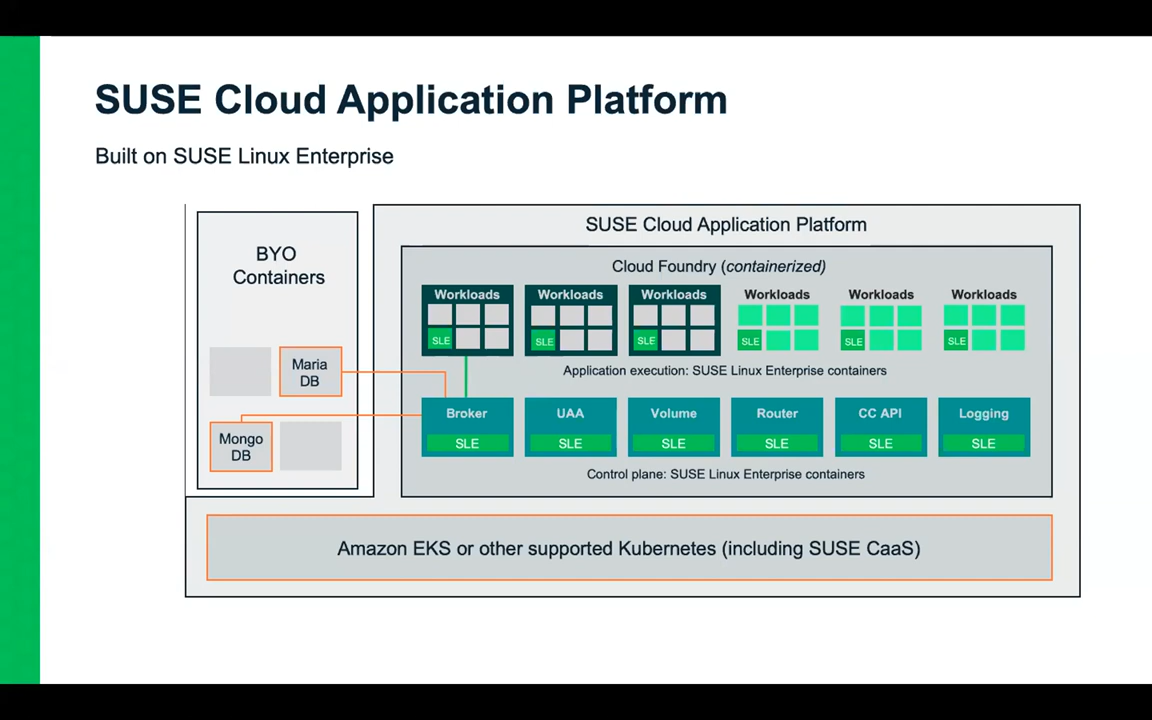 SUSE Cloud Application Platform
Built on SUSE Linux Enterprise
BYO
Containers
Maria
DB
Mongo
DB
SUSE Cloud Application Platform
Cloud Foundry (containerized)
Workloads
SLE
Workloads
SLE
Workloads
SLE
Workloads
SLE
Workloads
SLE
Workloads
SLE
Application execution: SUSE Linux Enterprise containers
Broker
SLE
UAA
SLE
Volume
SLE
Router
SLE
CC API
SLE
Logging
SLE
Control plane: SUSE Linux Enterprise containers
Amazon EKS or other supported Kubernetes (including SUSE CaaS)